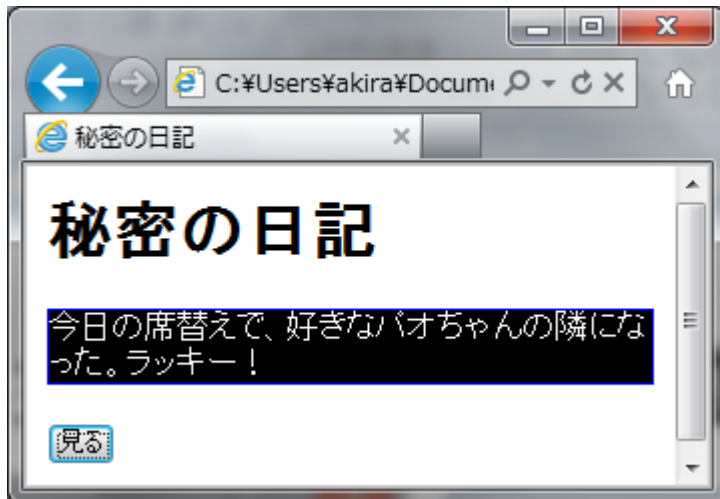 C:¥Users¥akira¥Docum
秘密の日記
秘密の日記
今日の席替えで、好きなパオちゃんの隣にな
った。ラッキー！
見る